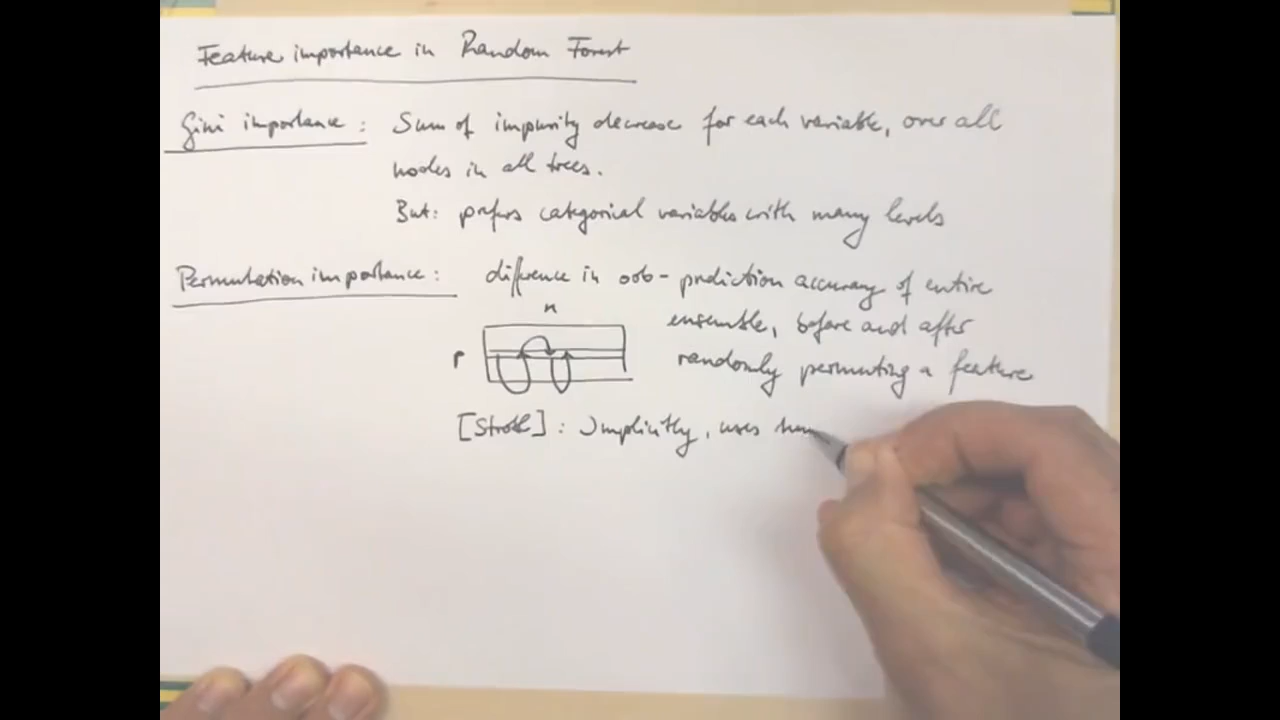 Feature importance in Random Forest
Gini importance: Sum of impurity decrease for each variable, over all
nodes in all trees.
But: prefers categorical variables with many levels
Permutation importance: difference in oob-prediction accuracy of entire
n
ensemble, before and after
p
randomly permuting a feature
[Strobl]: Implicitly, uses